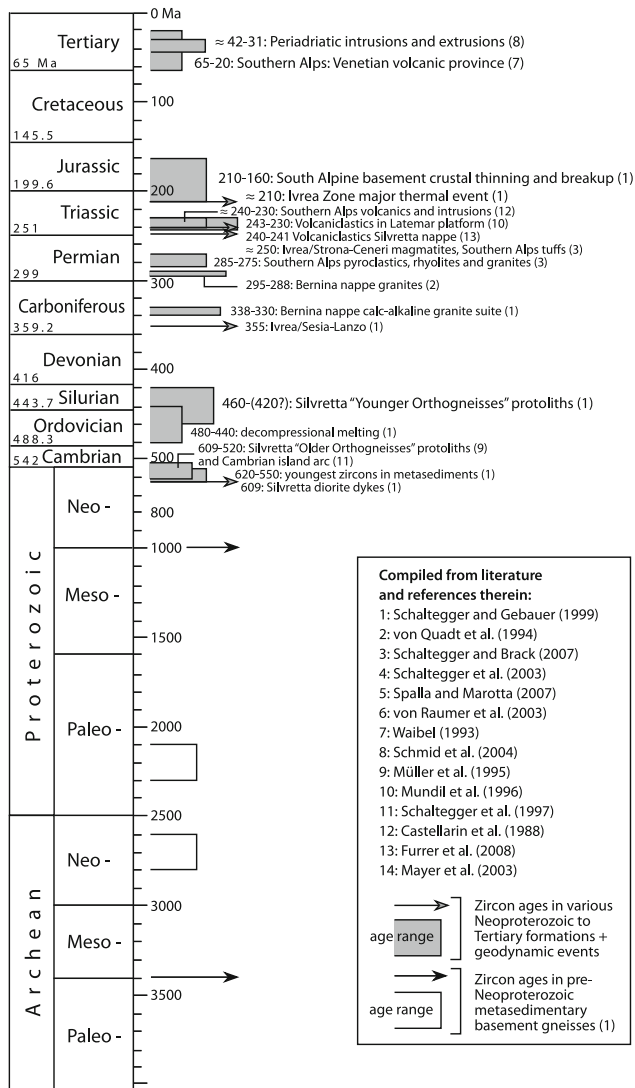 0 Ma
Tertiary
65 Ma
≈ 42-31: Periadriatic intrusions and extrusions (8)
65-20: Southern Alps: Venetian volcanic province (7)
Cretaceous
100
145.5
Jurassic
199.6
200
210-160: South Alpine basement crustal thinning and breakup (1)
≈ 210: Ivrea Zone major thermal event (1)
Triassic
251
≈ 240-230: Southern Alps volcanics and intrusions (12)
243-230: Volcaniclastics in Latemar platform (10)
240-241 Volcaniclastics Silvretta nappe (13)
≈ 250: Ivrea/Strona-Ceneri magmatites, Southern Alps tuffs (3)
Permian
299
300
285-275: Southern Alps pyroclasts, rhyolites and granites (3)
295-288: Bernina nappe granites (2)
Carboniferous
359.2
338-330: Bernina nappe calc-alkaline granite suite (1)
355: Ivrea/Sesia-Lanzo (1)
Devonian
400
416
Silurian
443.7
460-(420?): Silvretta "Younger Orthogneisses" protoliths (1)
Ordovician
488.3
480-440: decompressional melting (1)
Cambrian
542
500
609-520: Silvretta "Older Orthogneisses" protoliths (9)
and Cambrian island arc (11)
620-550: youngest zircons in metasediments (1)
609: Silvretta diorite dykes (1)
Proterozoic
Neo -
800
1000
Meso -
1500
Paleo -
2000
2500
Archean
Neo -
3000
Meso -
3500
Paleo -
Compiled from literature
and references therein:
1: Schaltegger and Gebauer (1999)
2: von Quadt et al. (1994)
3: Schaltegger and Brack (2007)
4: Schaltegger et al. (2003)
5: Spalla and Marotta (2007)
6: von Raumer et al. (2003)
7: Waibel (1993)
8: Schmid et al. (2004)
9: Müller et al. (1995)
10: Mundil et al. (1996)
11: Schaltegger et al. (1997)
12: Castellarin et al. (1988)
13: Furrer et al. (2008)
14: Mayer et al. (2003)
age range
Zircon ages in various
Neoproterozoic to
Tertiary formations +
geodynamic events
age range
Zircon ages in pre-
Neoproterozoic
metasedimentary
basement gneisses (1)